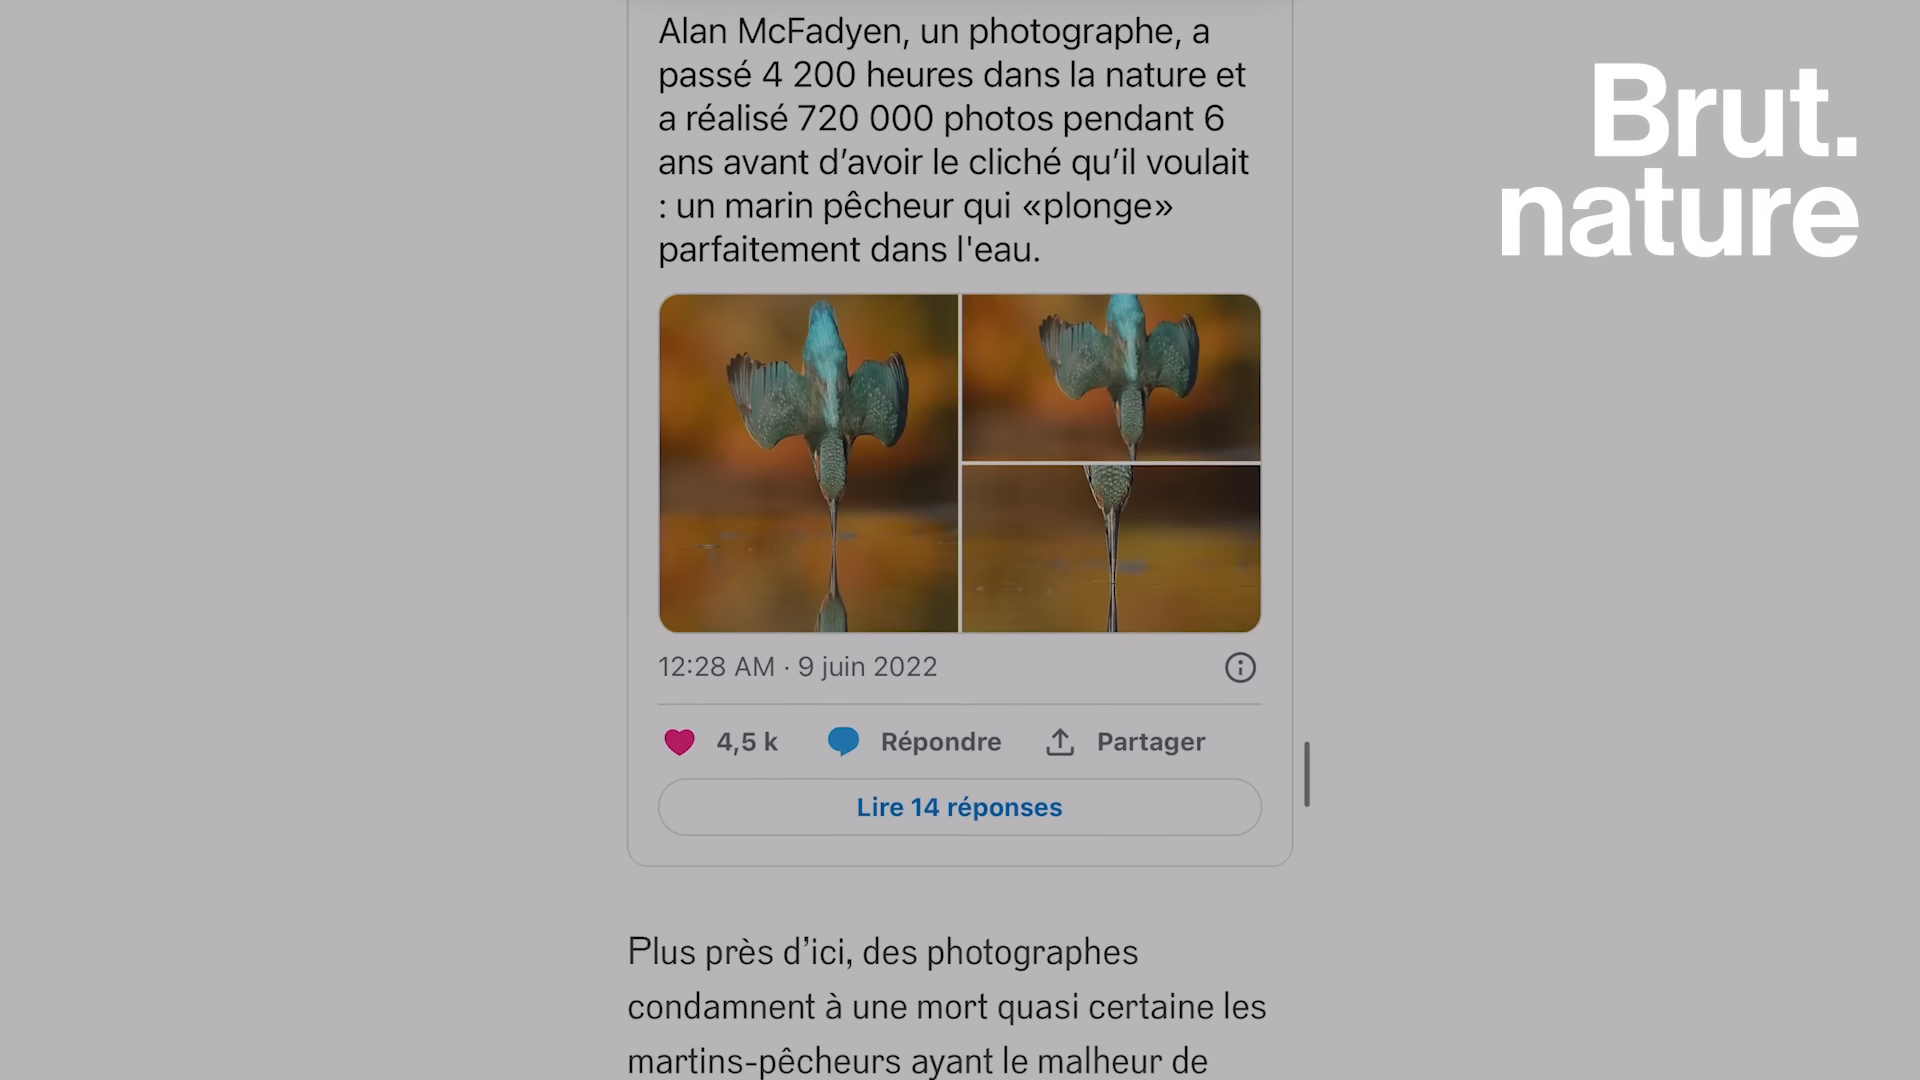 Alan McFadyen, un photographe, a
passé 4 200 heures dans la nature et
a réalisé 720 000 photos pendant 6
ans avant d’avoir le cliché qu’il voulait
: un marin pêcheur qui «plonge»
parfaitement dans l'eau.
12:28 AM · 9 juin 2022
4,5 k Répondre Partager
Lire 14 réponses
Plus près d’ici, des photographes
condamnent à une mort quasi certaine les
martins-pêcheurs ayant le malheur de
Brut.
nature